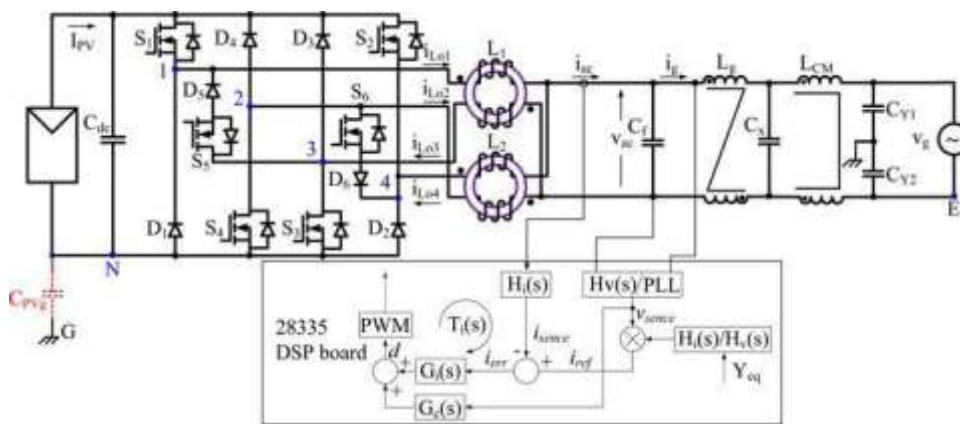 I_PV
S_1
D_4
D_3
S_2
i_Lo1
L_1
i_ac
i_g
L_g
L_CM
1
D_5
2
S_6
i_Lo2
C_dc
S_5
3
i_Lo3
D_6
4
L_2
i_Lo4
v_ac
C_f
C_x
C_Y1
v_g
C_Y2
E
D_1
S_4
S_3
D_2
N
C_PVg
G
H_i(s)
Hv(s)/PLL
28335
DSP board
PWM
T_i(s)
i_sence
v_sence
H_i(s)/H_v(s)
d
+
i_err
-
+
i_ref
G_i(s)
Y_eq
+
G_c(s)